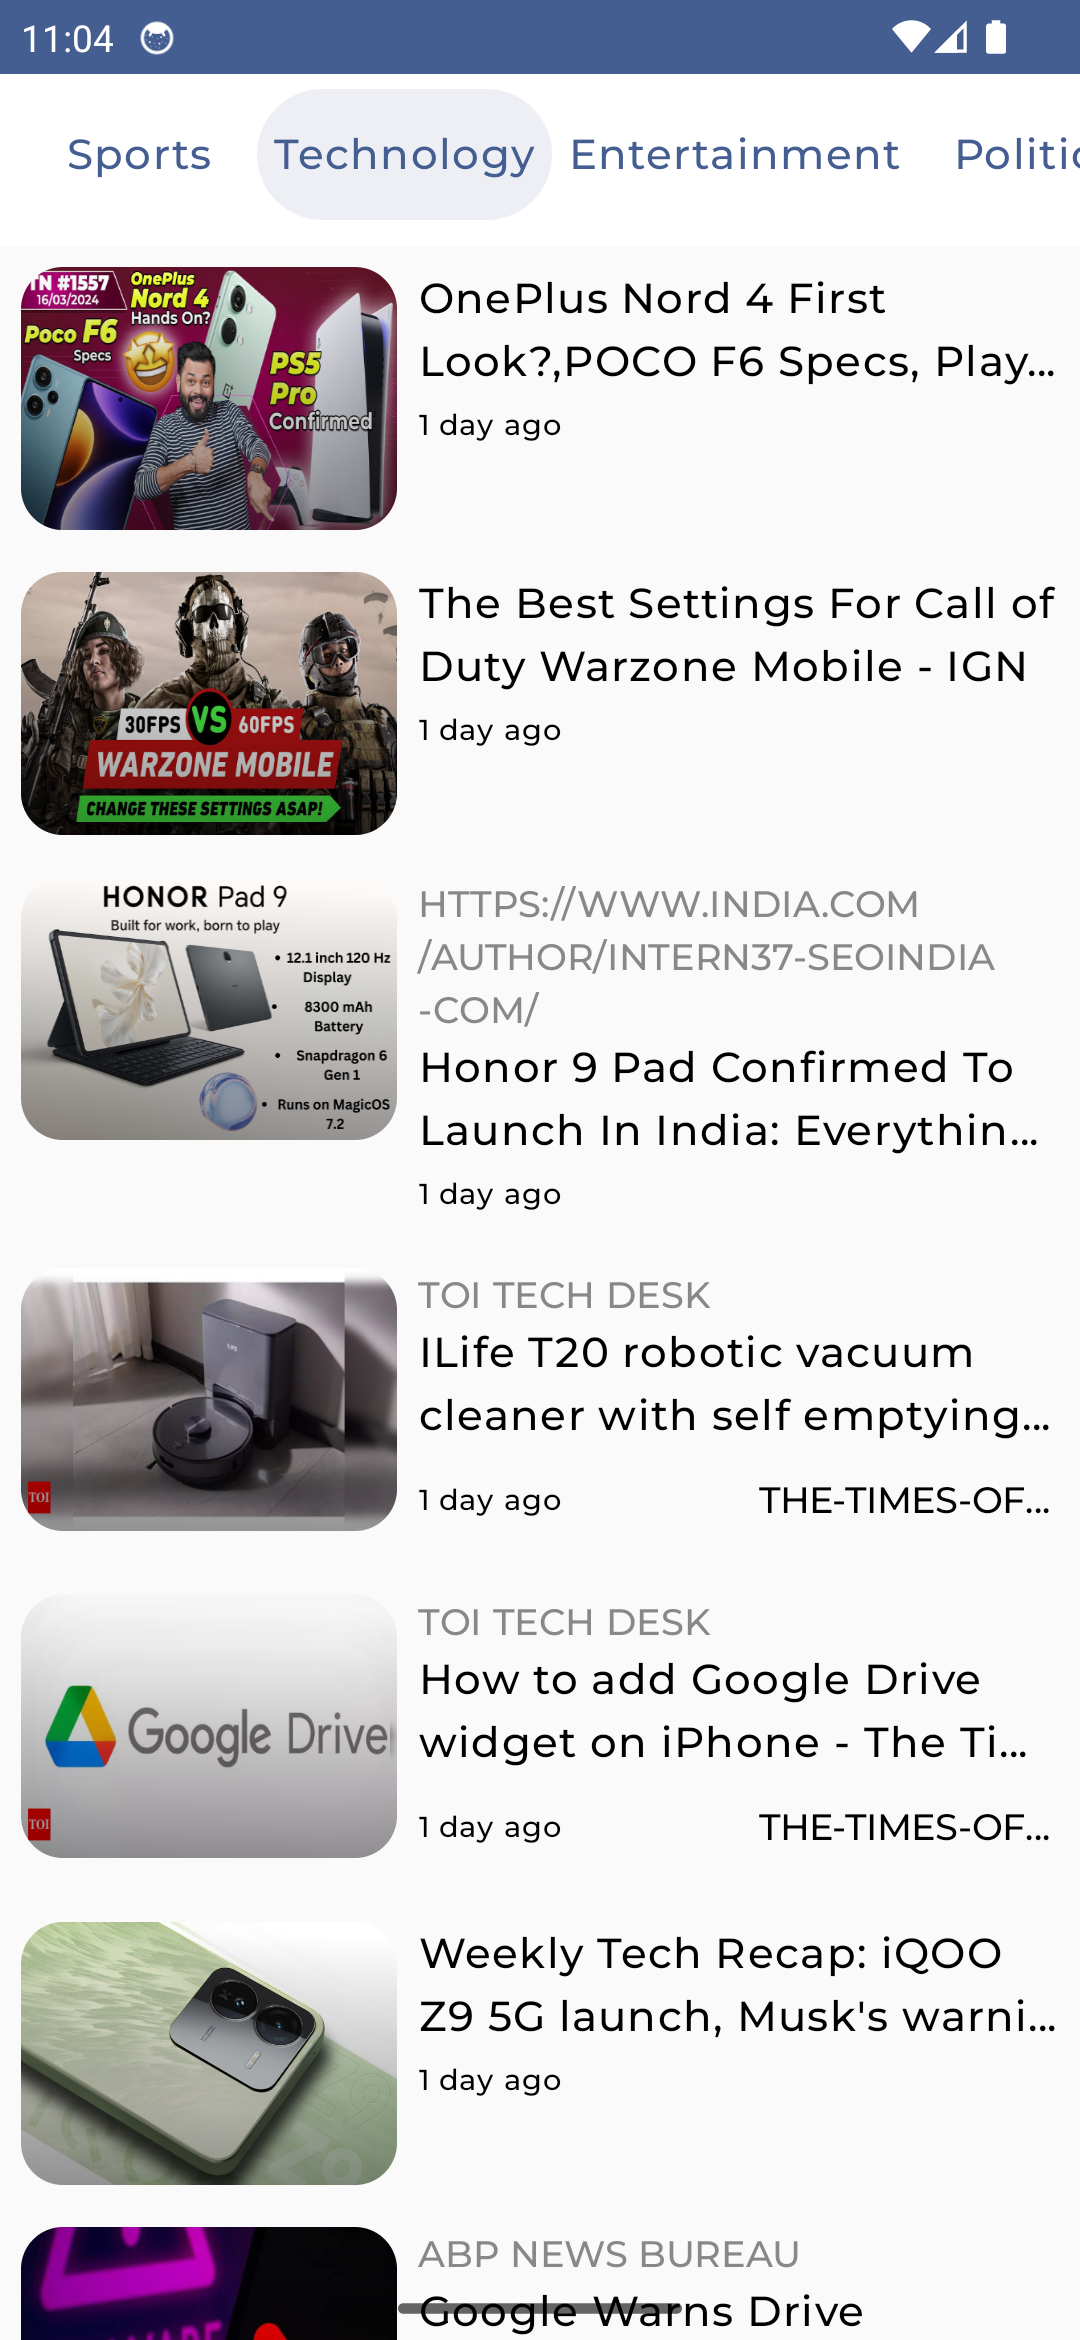 11:04
Sports
Technology
Entertainment
Politic
TN #1557
16/03/2024
OnePlus
Nord 4
Hands On?
Poco F6
Specs
PS5
Pro
Confirmed
OnePlus Nord 4 First
Look?,POCO F6 Specs, Play...
1 day ago
30FPS VS 60FPS
WARZONE MOBILE
CHANGE THESE SETTINGS ASAP!
The Best Settings For Call of
Duty Warzone Mobile - IGN
1 day ago
HONOR Pad 9
Built for work, born to play
• 12.1 inch 120 Hz
Display
• 8300 mAh
Battery
• Snapdragon 6
Gen 1
• Runs on MagicOS
7.2
HTTPS://WWW.INDIA.COM
/AUTHOR/INTERN37-SEOINDIA
-COM/
Honor 9 Pad Confirmed To
Launch In India: Everythin...
1 day ago
TOI
TOI TECH DESK
ILife T20 robotic vacuum
cleaner with self emptying...
1 day ago
THE-TIMES-OF...
Google Drive
TOI
TOI TECH DESK
How to add Google Drive
widget on iPhone - The Ti...
1 day ago
THE-TIMES-OF...
Weekly Tech Recap: iQOO
Z9 5G launch, Musk's warni...
1 day ago
ABP NEWS BUREAU
Google Warns Drive